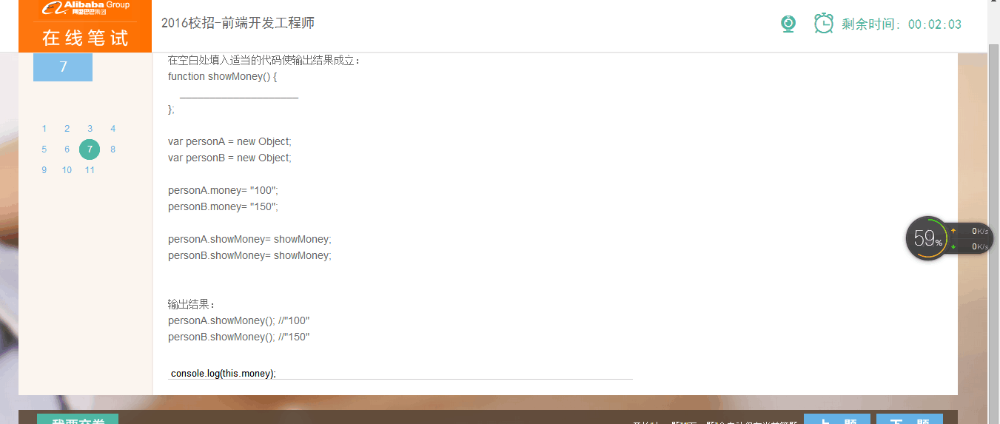 Alibaba Group
阿里巴巴集团
在线笔试
2016校招-前端开发工程师
剩余时间: 00:02:03
7
1 2 3 4
5 6 7 8
9 10 11
在空白处填入适当的代码使输出结果成立：
function showMoney() {
____________________
};
var personA = new Object;
var personB = new Object;
personA.money= "100";
personB.money= "150";
personA.showMoney= showMoney;
personB.showMoney= showMoney;
59%
0K/s
0K/s
输出结果：
personA.showMoney(); //"100"
personB.showMoney(); //"150"
console.log(this.money);
我要交卷
上一题
下一题